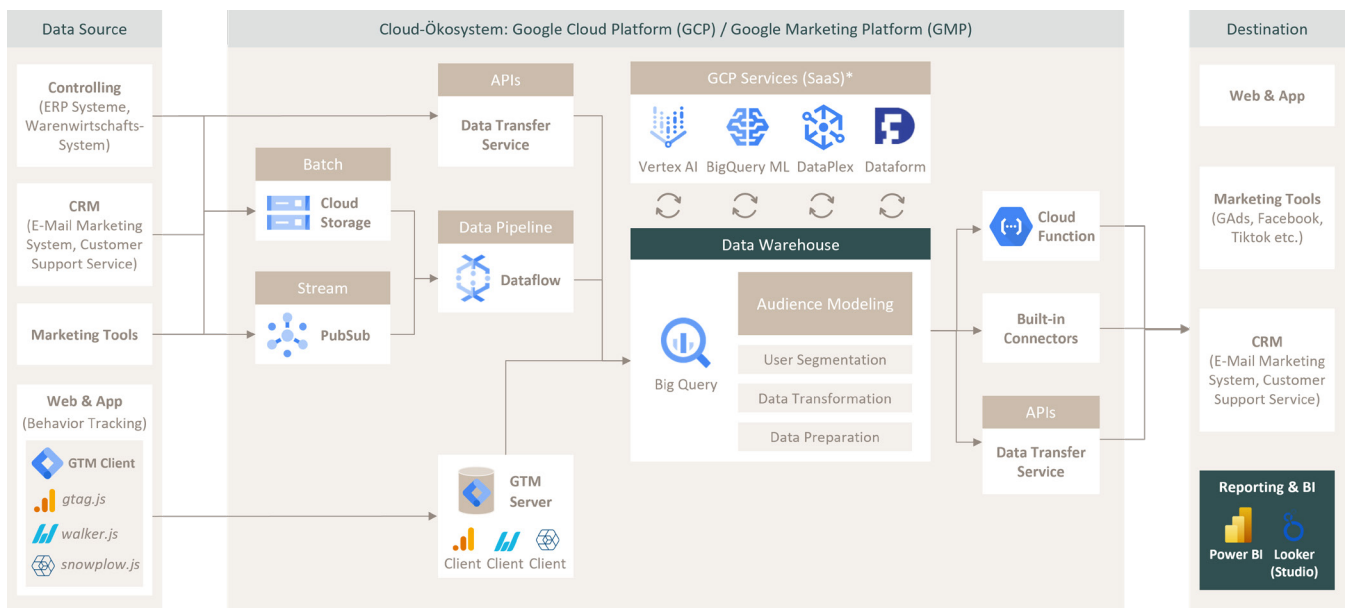 Data Source
Controlling
(ERP Systeme,
Warenwirtschafts-
System)
CRM
(E-Mail Marketing
System, Customer
Support Service)
Marketing Tools
Web & App
(Behavior Tracking)
GTM Client
gtag.js
walker.js
snowplow.js
Cloud-Ökosystem: Google Cloud Platform (GCP) / Google Marketing Platform (GMP)
Batch
Cloud
Storage
Stream
PubSub
APIs
Data Transfer
Service
Data Pipeline
Dataflow
GTM
Server
Client Client Client
GCP Services (SaaS)*
Vertex AI BigQuery ML DataPlex Dataform
Data Warehouse
Big Query
Audience Modeling
User Segmentation
Data Transformation
Data Preparation
Cloud
Function
Built-in
Connectors
APIs
Data Transfer
Service
Destination
Web & App
Marketing Tools
(GAds, Facebook,
Tiktok etc.)
CRM
(E-Mail Marketing
System, Customer
Support Service)
Reporting & BI
Power BI Looker
(Studio)